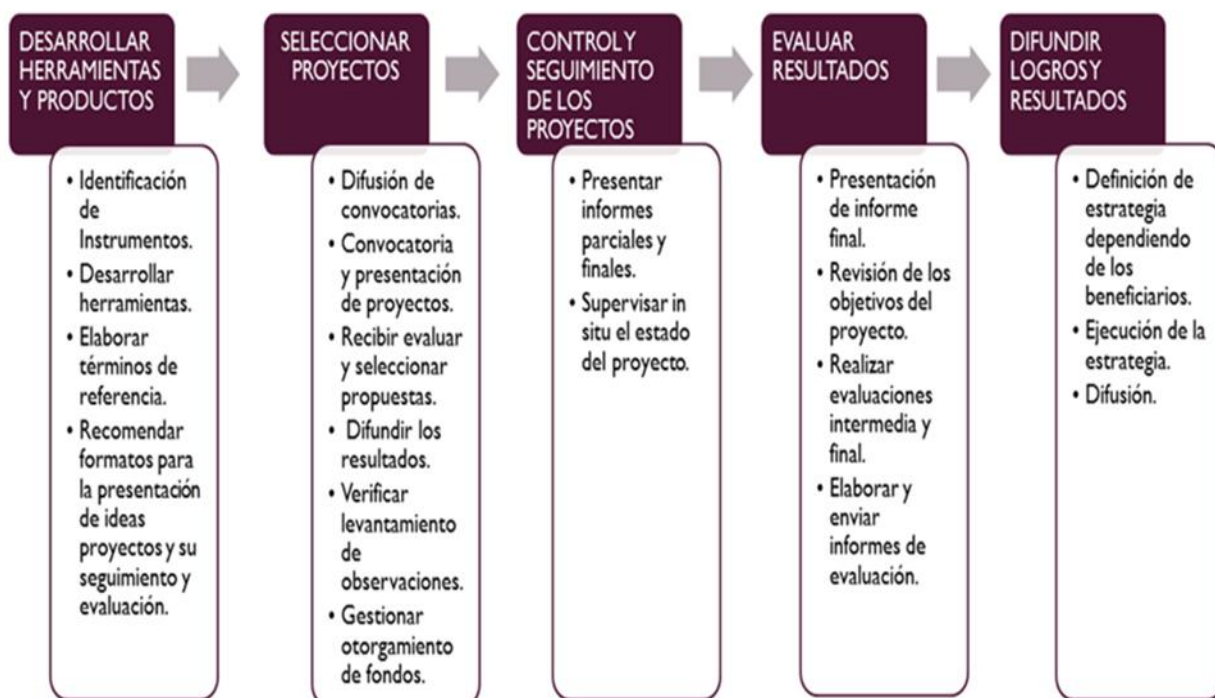 DESARROLLAR
HERRAMIENTAS
Y PRODUCTOS
• Identificación
de
Instrumentos.
• Desarrollar
herramientas.
• Elaborar
términos de
referencia.
• Recomendar
formatos para
la presentación
de ideas
proyectos y su
seguimiento y
evaluación.
SELECCIONAR
PROYECTOS
• Difusión de
convocatorias.
• Convocatoria
y presentación
de proyectos.
• Recibir evaluar
y seleccionar
propuestas.
• Difundir los
resultados.
• Verificar
levantamiento
de
observaciones.
• Gestionar
otorgamiento
de fondos.
CONTROL Y
SEGUIMIENTO
DE LOS
PROYECTOS
• Presentar
informes
parciales y
finales.
• Supervisar in
situ el estado
del proyecto.
EVALUAR
RESULTADOS
• Presentación
de informe
final.
• Revisión de los
objetivos del
proyecto.
• Realizar
evaluaciones
intermedia y
final.
• Elaborar y
enviar
informes de
evaluación.
DIFUNDIR
LOGROS Y
RESULTADOS
• Definición de
estrategia
dependiendo
de los
beneficiarios.
• Ejecución de la
estrategia.
• Difusión.